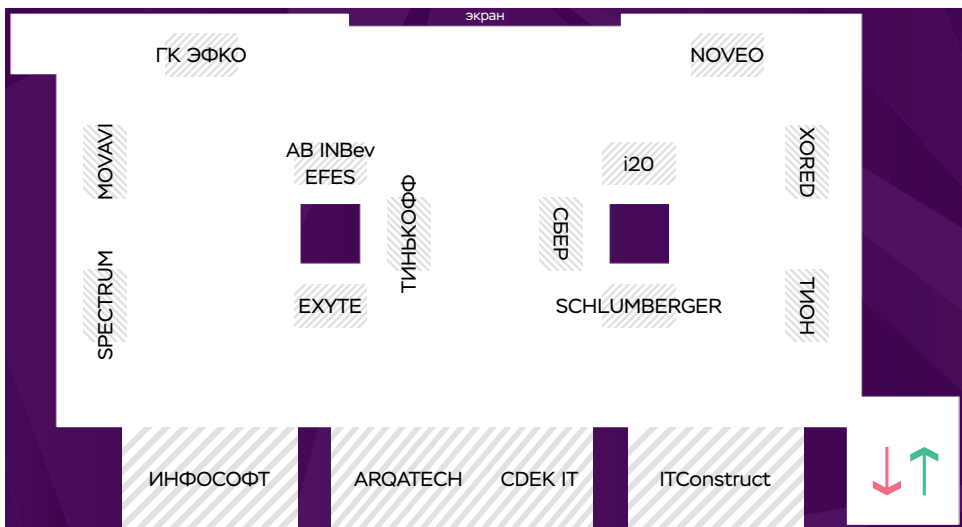 экран
ГК ЭФКО
NOVEO
MOVAVI
AB INBev
EFES
i20
XORED
ТИНЬКОФФ
СБЕР
SPECTRUM
EXYTE
SCHLUMBERGER
ТИОН
ИНФОСОФТ
ARQATECH
CDEK IT
ITConstruct